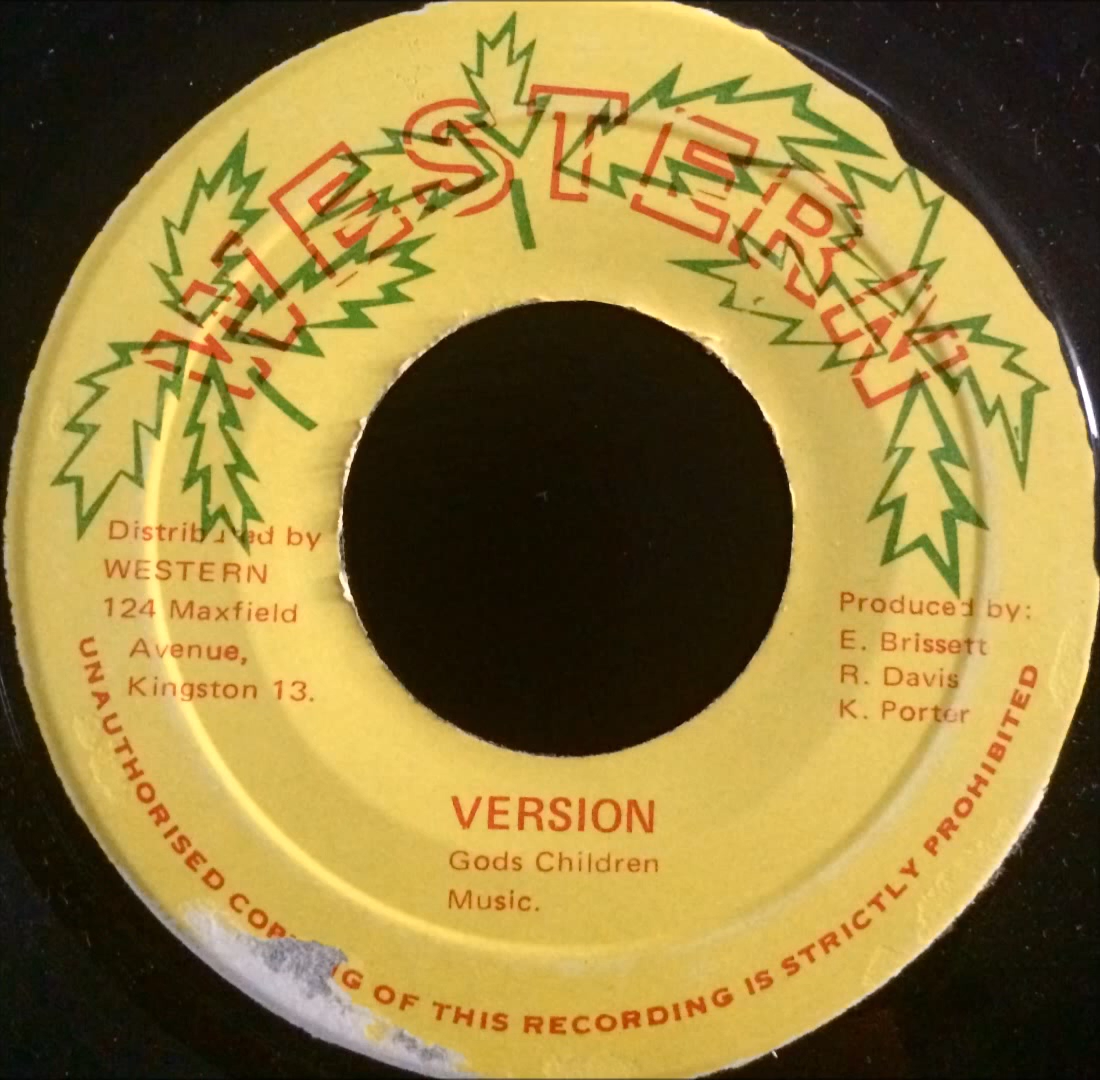 WESTERN
Distributed by
WESTERN
124 Maxfield
Avenue,
Kingston 13.
Produced by:
E. Brissett
R. Davis
K. Porter
VERSION
Gods Children
Music.
UNAUTHORISED COPYING OF THIS RECORDING IS STRICTLY PROHIBITED